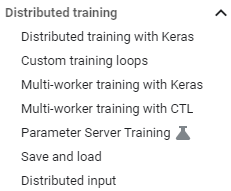 Distributed training
Distributed training with Keras
Custom training loops
Multi-worker training with Keras
Multi-worker training with CTL
Parameter Server Training
Save and load
Distributed input